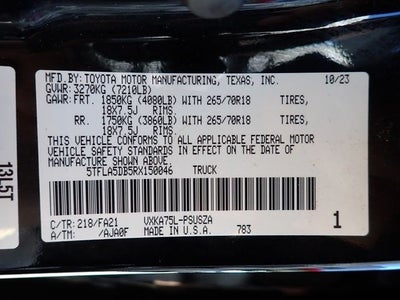 MFD.BY:TOYOTA MOTOR MANUFACTURING, TEXAS, INC. 10/23
GVWR:3270KG (7210LB)
GAWR:FRT. 1850KG (4080LB) WITH 265/70R18 TIRES,
18X7.5J RIMS.
RR. 1750KG (3860LB) WITH 265/70R18 TIRES,
18X7.5J RIMS.
THIS VEHICLE CONFORMS TO ALL APPLICABLE FEDERAL MOTOR
VEHICLE SAFETY STANDARDS IN EFFECT ON THE DATE
OF MANUFACTURE SHOWN ABOVE.
5TFLA5DB5RX150046 TRUCK
C/TR:218/FA21 VXKA75L-PSUSZA
A/TM: /AJA0F MADE IN U.S.A. 783
1
13L5T